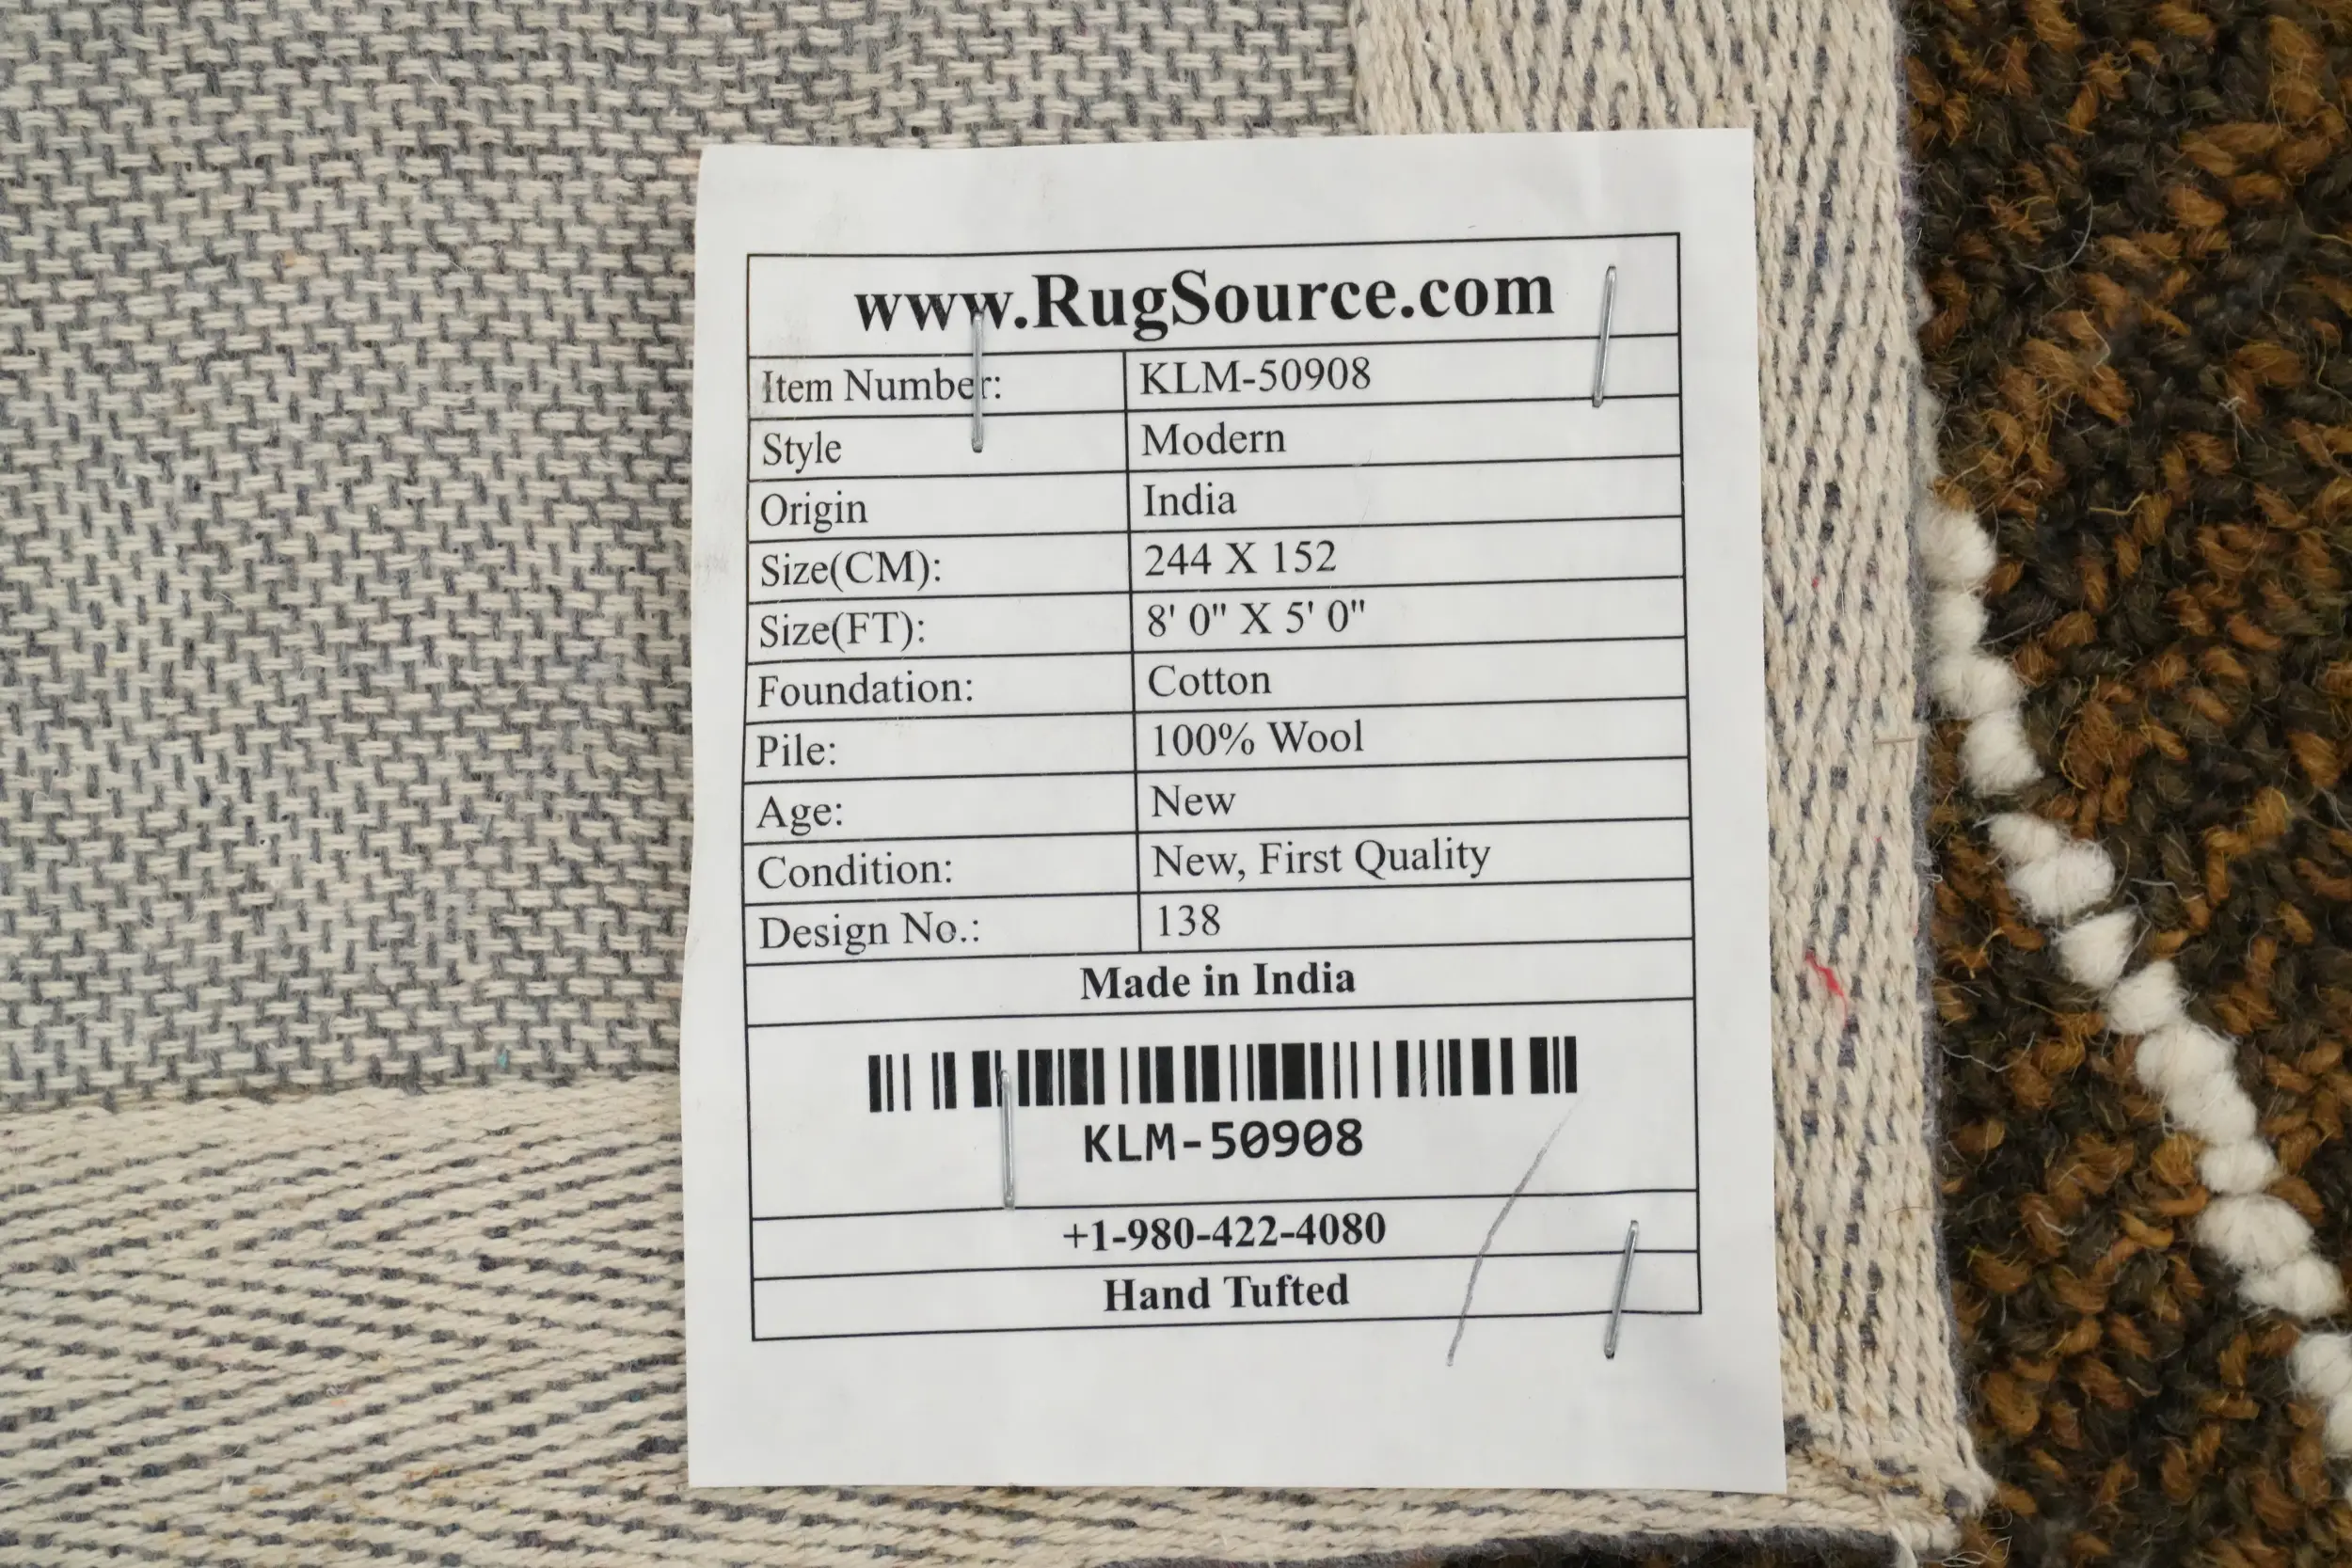 www.RugSource.com
Item Number: KLM-50908
Style Modern
Origin India
Size(CM): 244 X 152
Size(FT): 8' 0" X 5' 0"
Foundation: Cotton
Pile: 100% Wool
Age: New
Condition: New, First Quality
Design No.: 138
Made in India
KLM-50908
+1-980-422-4080
Hand Tufted